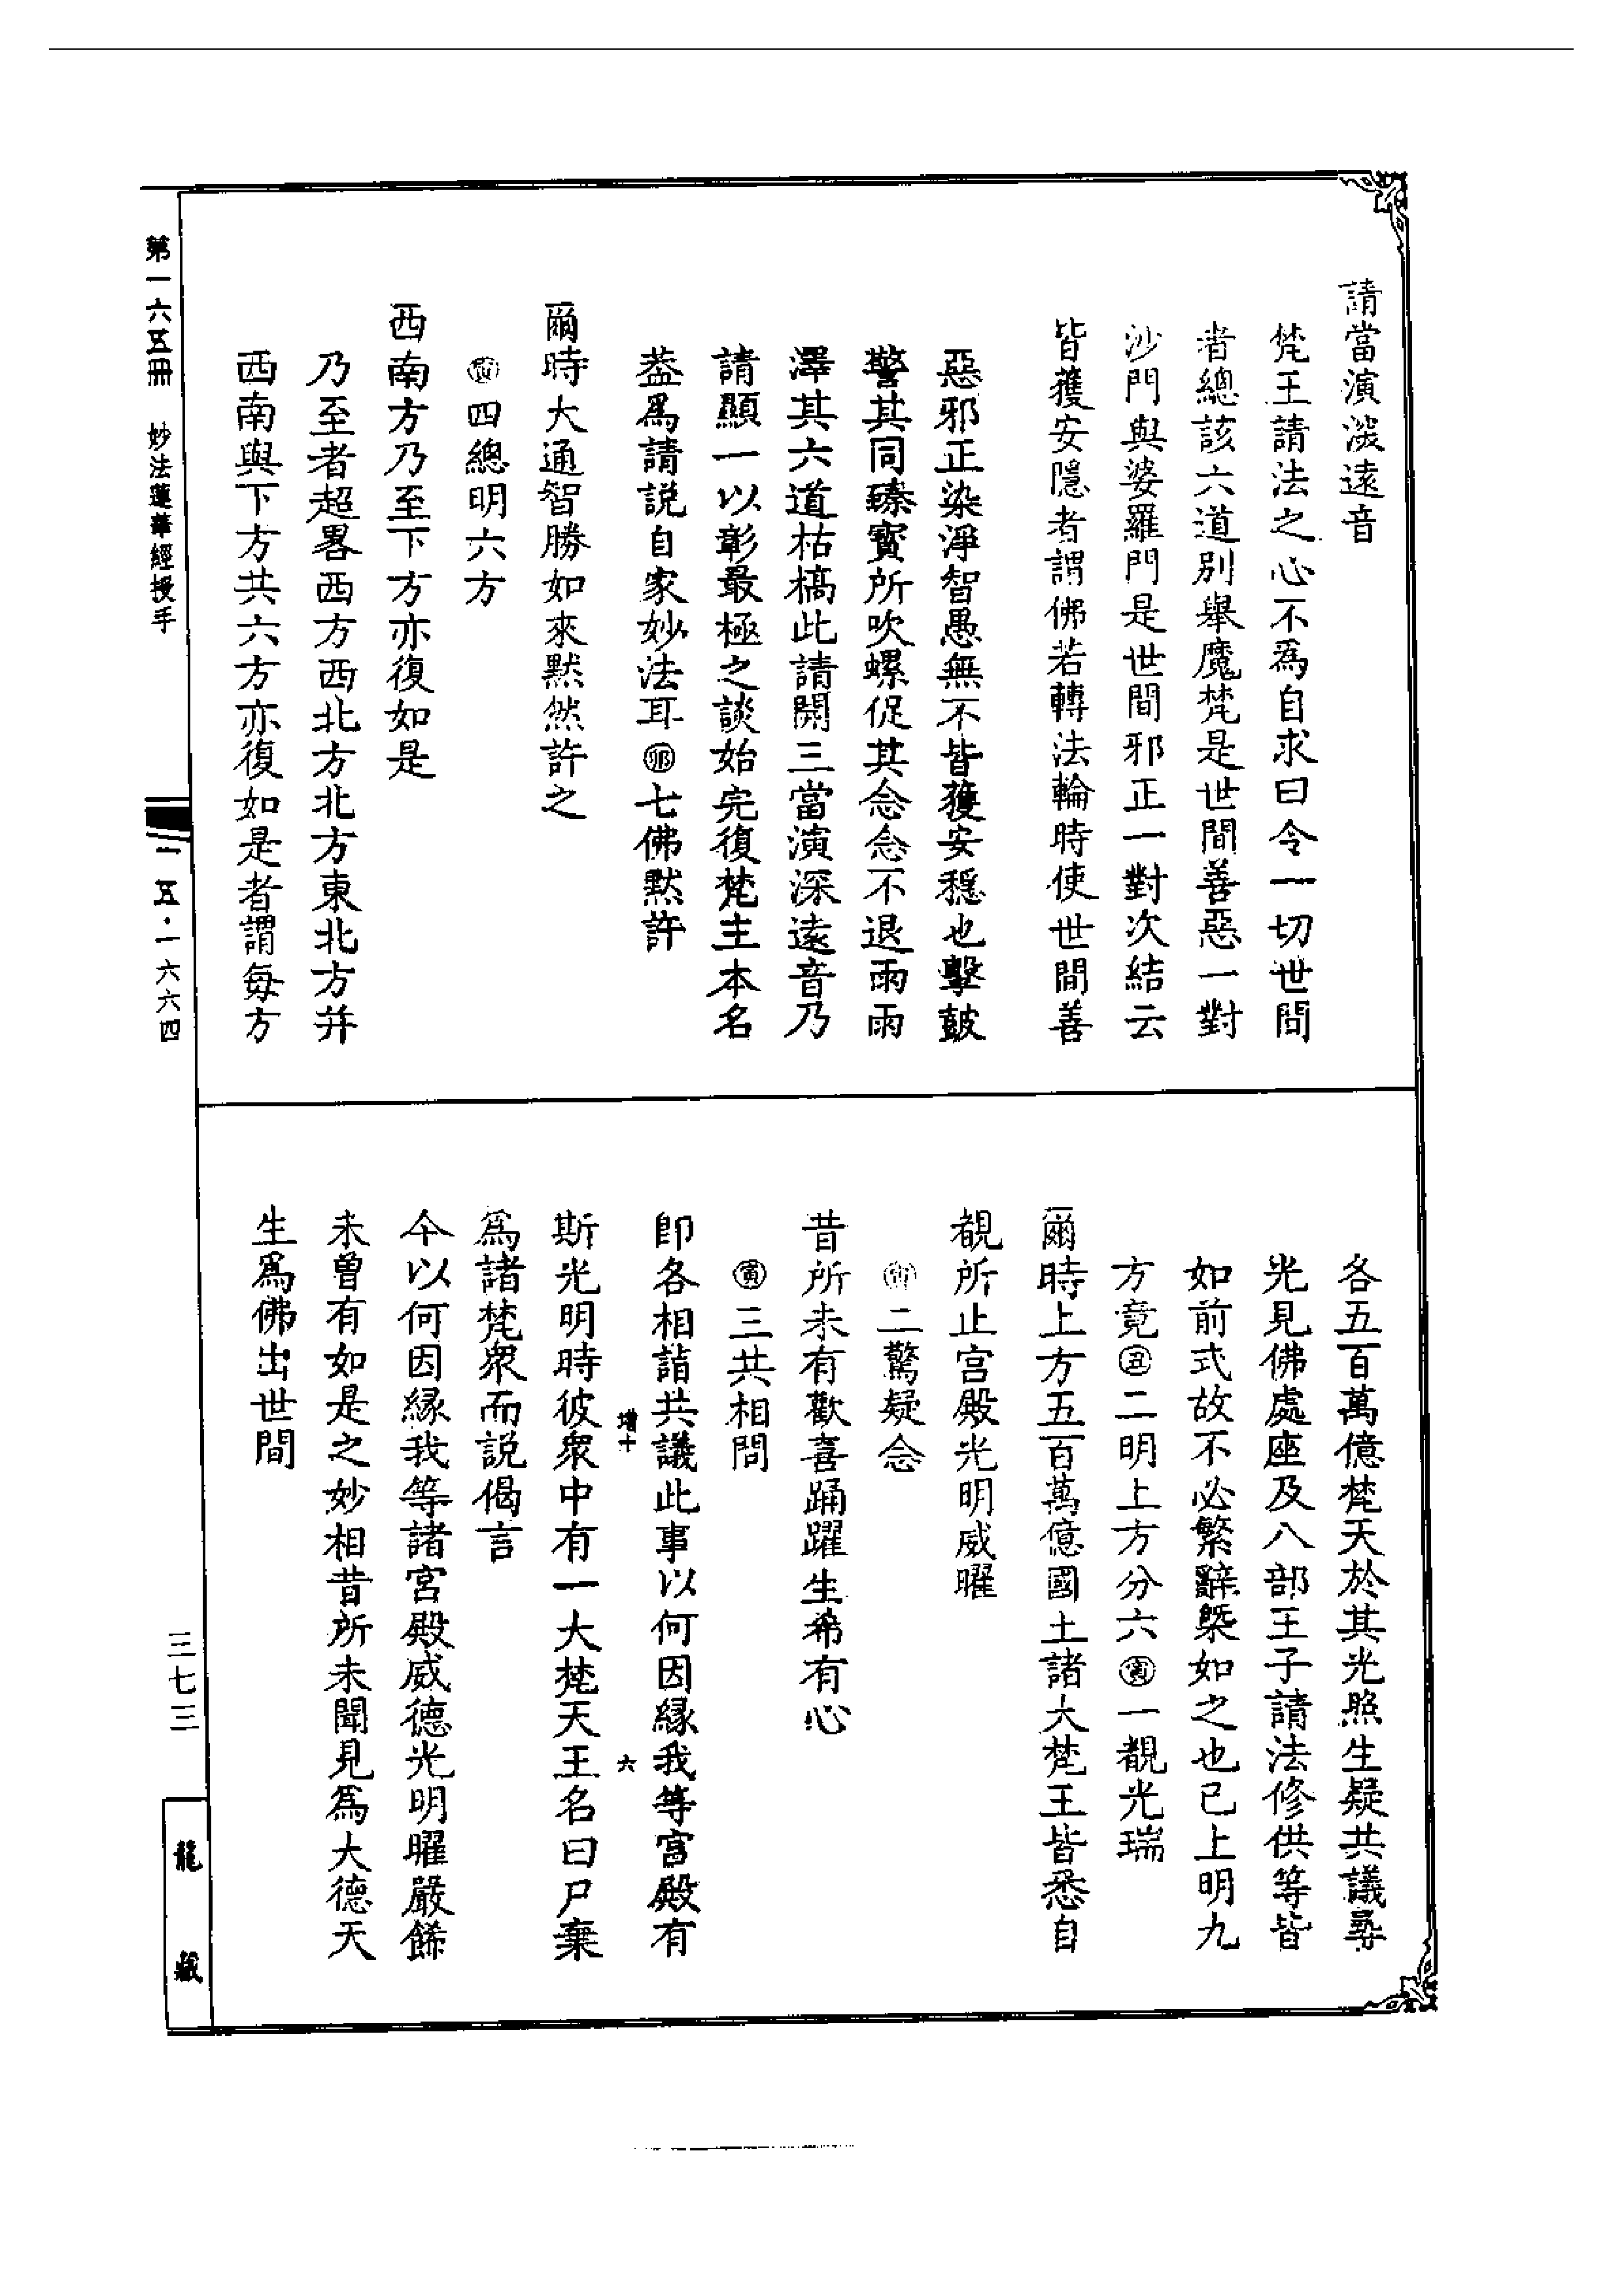 請當演深遠音
梵王請法之心不爲自求曰令一切世間
者總該六道別舉魔梵是世間善惡一對
沙門與婆羅門是世間邪正一對次結云
皆獲安隱者謂佛若轉法輪時使世間善
惡邪正染淨智愚無不皆獲安穩也擊鼓
警其同臻寶所吹螺促其念念不退雨雨
澤其六道枯槁此請開三當演深遠音乃
請顯一以彰最極之談始完復梵主本名
葢爲請説自家妙法耳㊞七佛默許
爾時大通智勝如來默然許之
寅四總明六方
西南方乃至下方亦復如是
乃至者超畧西方西北方北方東北方并
西南與下方共六方亦復如是者謂每方
各五百萬億梵天於其光照生疑共議尋
光見佛處座及八部王子請法修供等皆
如前式故不必繁辭槩如之也已上明九
方竟丑二明上方分六寅一覩光瑞
爾時上方五百萬億國土諸大梵王皆悉自
覩所止宫殿光明威曜
寅二驚疑念
昔所未有歡喜踊躍生希有心
寅三共相問
卽各相詣共議此事以何因緣我等宫殿有
增十 六
斯光明時彼眾中有一大梵天王名曰尸棄
爲諸梵眾而説偈言
今以何因緣我等諸宮殿威德光明曜嚴飾
未曾有如是之妙相昔所未聞見爲大德天
生爲佛出世間
第一六五冊 妙法蓮華經授手
一五·一六六四
三七三
龍藏